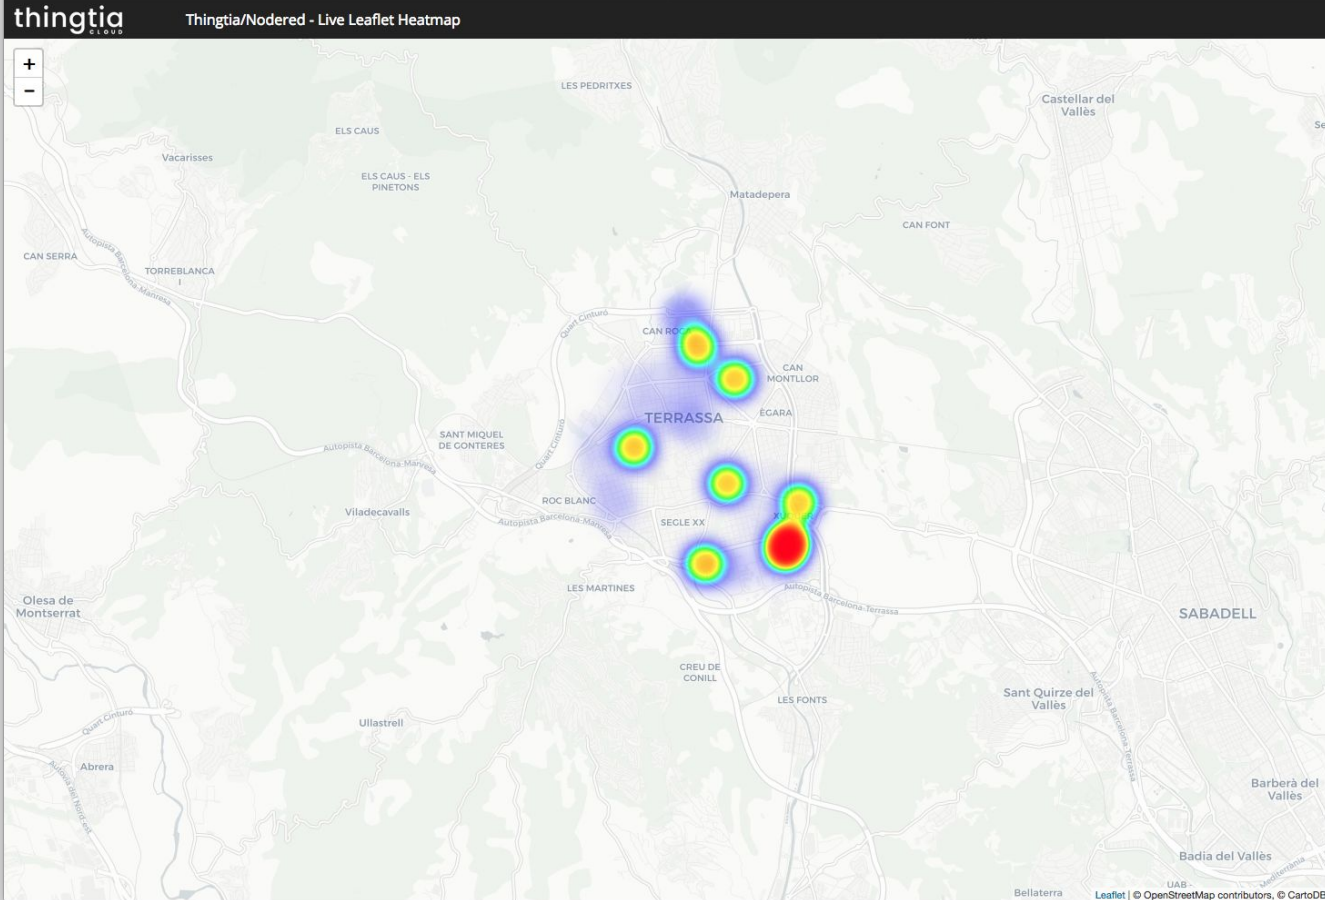 thingtia
CLOUD
Thingtia/Nodered - Live Leaflet Heatmap
+
−
LES PEDRITXES
Castellar del
Vallès
Se
ELS CAUS
Vacarisses
ELS CAUS - ELS
PINETONS
Matadepera
CAN FONT
Autopista Barcelona-Manresa
CAN SERRA
TORREBLANCA
I
Quart Cinturó
CAN ROCA
CAN
MONTLLOR
TERRASSA
ÈGARA
SANT MIQUEL
DE GONTERES
Quart Cinturó
Autopista Barcelona-Manresa
ROC BLANC
Viladecavalls
Autopista Barcelona-Manresa
SEGLE XX
LES MARTINES
Autopista Barcelona-Terrassa
Olesa de
Montserrat
SABADELL
CREU DE
CONILL
LES FONTS
Sant Quirze del
Vallès
Autopista Barcelona-Terrassa
Quart Cinturó
Ullastrell
Abrera
Autovia del Nord-est
Barberà del
Vallès
Badia del Vallès
Mediterrània
UAB -
Bellaterra
Leaflet | © OpenStreetMap contributors, © CartoDB